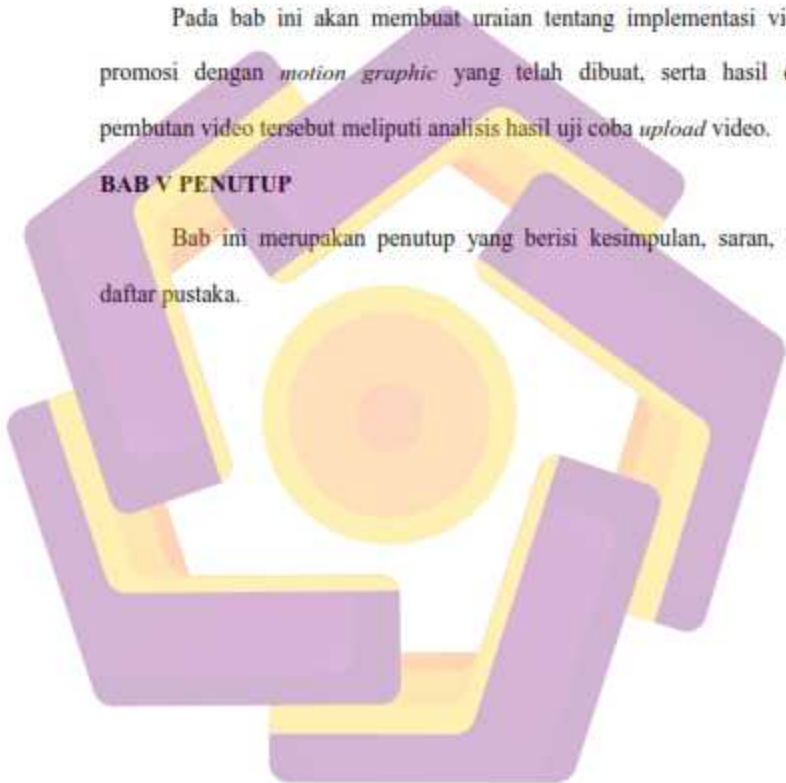 Pada bab ini akan membuat uraian tentang implementasi vi
promosi dengan motion graphic yang telah dibuat, serta hasil
pembutan video tersebut meliputi analisis hasil uji coba upload video.
BAB V PENUTUP
Bab ini merupakan penutup yang berisi kesimpulan, saran,
daftar pustaka.